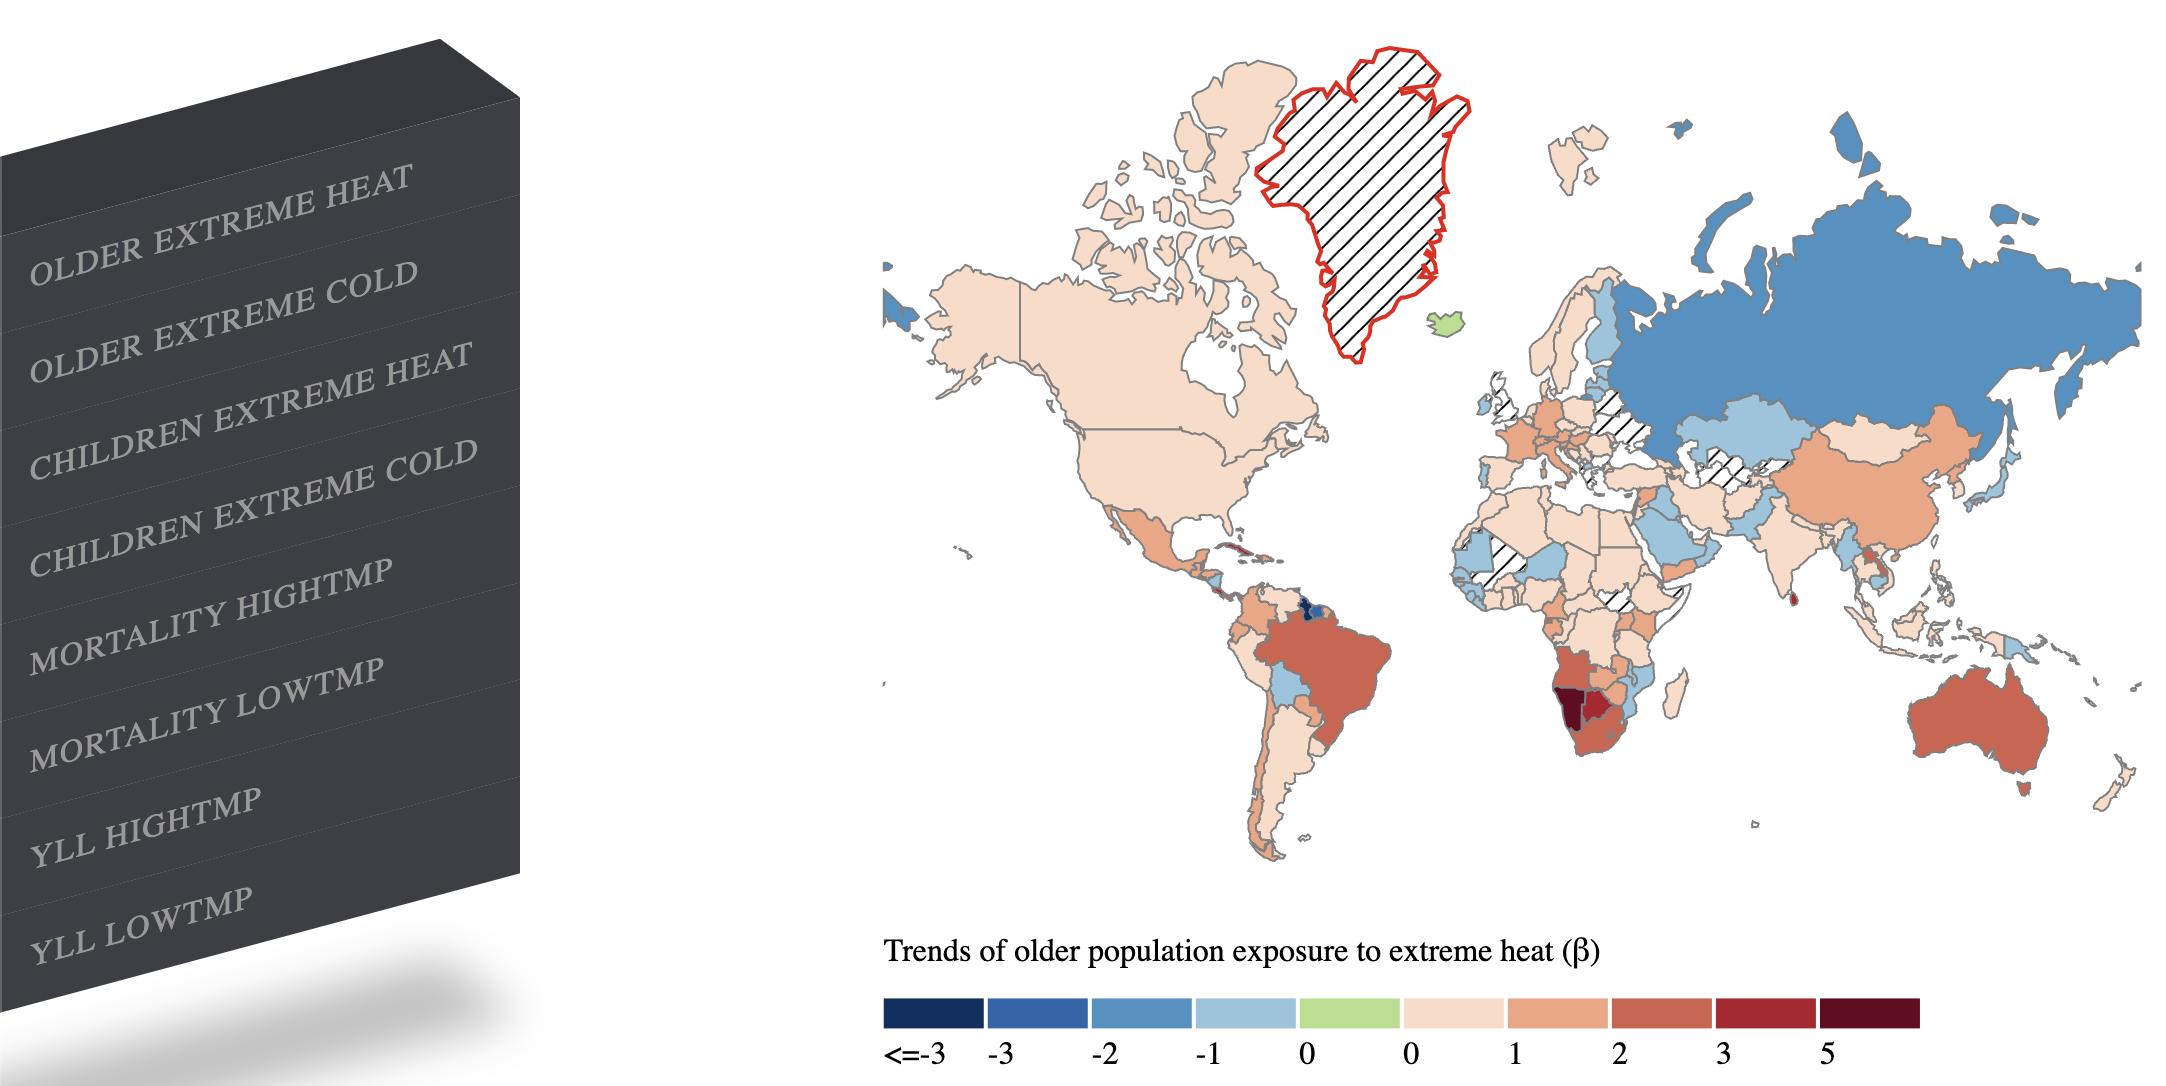 OLDER EXTREME HEAT
OLDER EXTREME COLD
CHILDREN EXTREME HEAT
CHILDREN EXTREME COLD
MORTALITY HIGHTMP
MORTALITY LOWTMP
YLL HIGHTMP
YLL LOWTMP
Trends of older population exposure to extreme heat (β)
<=-3 -3 -2 -1 0 0 1 2 3 5